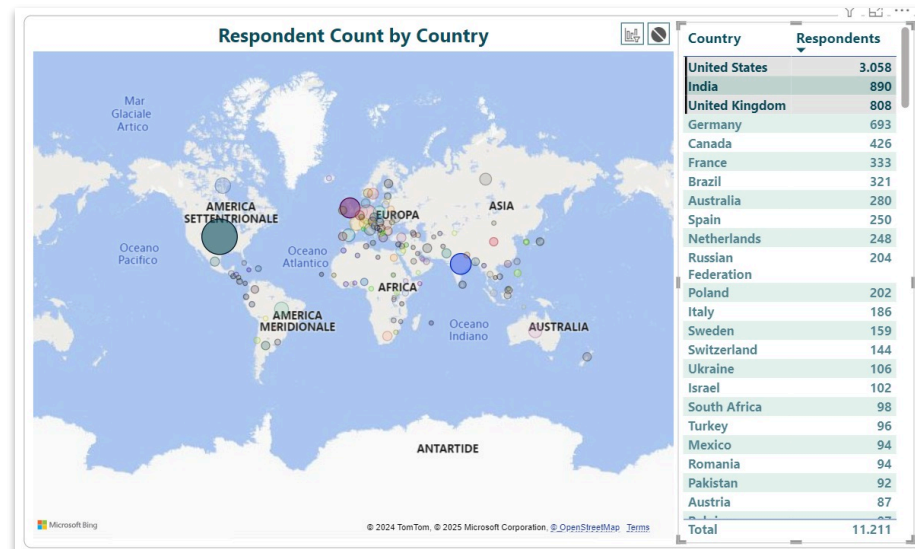 Respondent Count by Country
Mar
Glaciale
Artico
AMERICA
SETTENTRIONALE
EUROPA
ASIA
Oceano
Pacifico
Oceano
Atlantico
AFRICA
AMERICA
MERIDIONALE
Oceano
Indiano
AUSTRALIA
ANTARTIDE
Microsoft Bing
© 2024 TomTom, © 2025 Microsoft Corporation, © OpenStreetMap Terms
Country Respondents
United States 3.058
India 890
United Kingdom 808
Germany 693
Canada 426
France 333
Brazil 321
Australia 280
Spain 250
Netherlands 248
Russian 204
Federation
Poland 202
Italy 186
Sweden 159
Switzerland 144
Ukraine 106
Israel 102
South Africa 98
Turkey 96
Mexico 94
Romania 94
Pakistan 92
Austria 87
Total 11.211